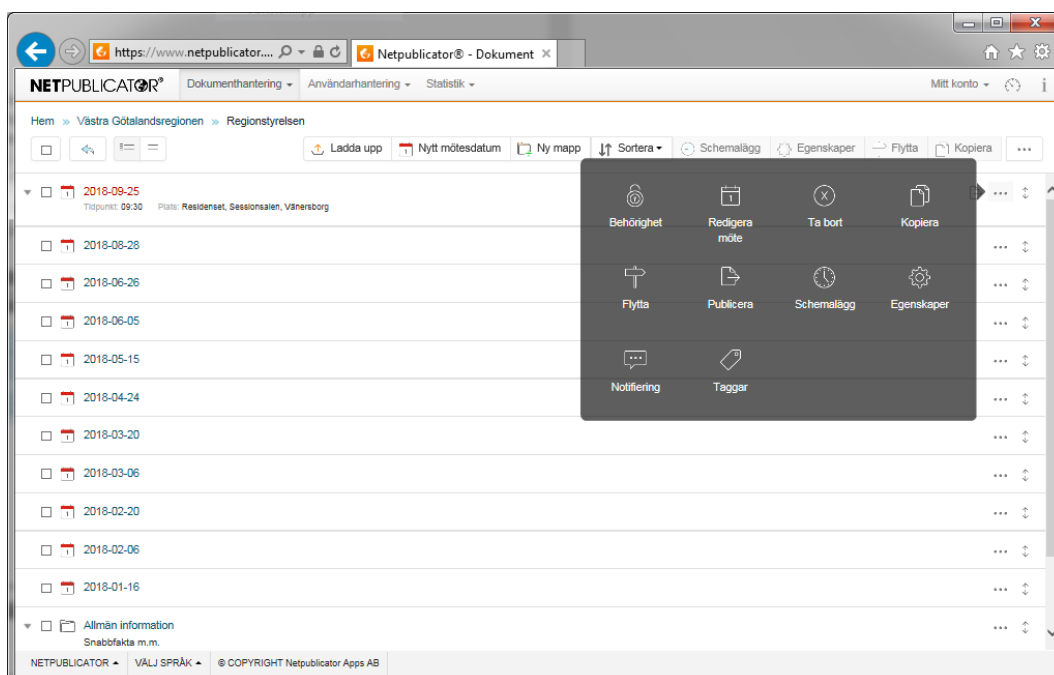 https://www.netpublicator....
Netpublicator® - Dokument
NETPUBLICATOR® Dokumenthantering Användarhantering Statistik Mitt konto
Hem » Västra Götalandsregionen » Regionstyrelsen
Ladda upp Nytt mötesdatum Ny mapp Sortera Schemalägg Egenskaper Flytta Kopiera ...
2018-09-25
Tidpunkt: 09:30 Plats: Residenset, Sessionsalen, Vänersborg
Behörighet Redigera möte Ta bort Kopiera
2018-08-28
2018-06-26
Flytta Publicera Schemalägg Egenskaper
2018-06-05
2018-05-15
Notifiering Taggar
2018-04-24
2018-03-20
2018-03-06
2018-02-20
2018-02-06
2018-01-16
Allmän information
Snabbfakta m.m.
NETPUBLICATOR VÄLJ SPRÅK © COPYRIGHT Netpublicator Apps AB